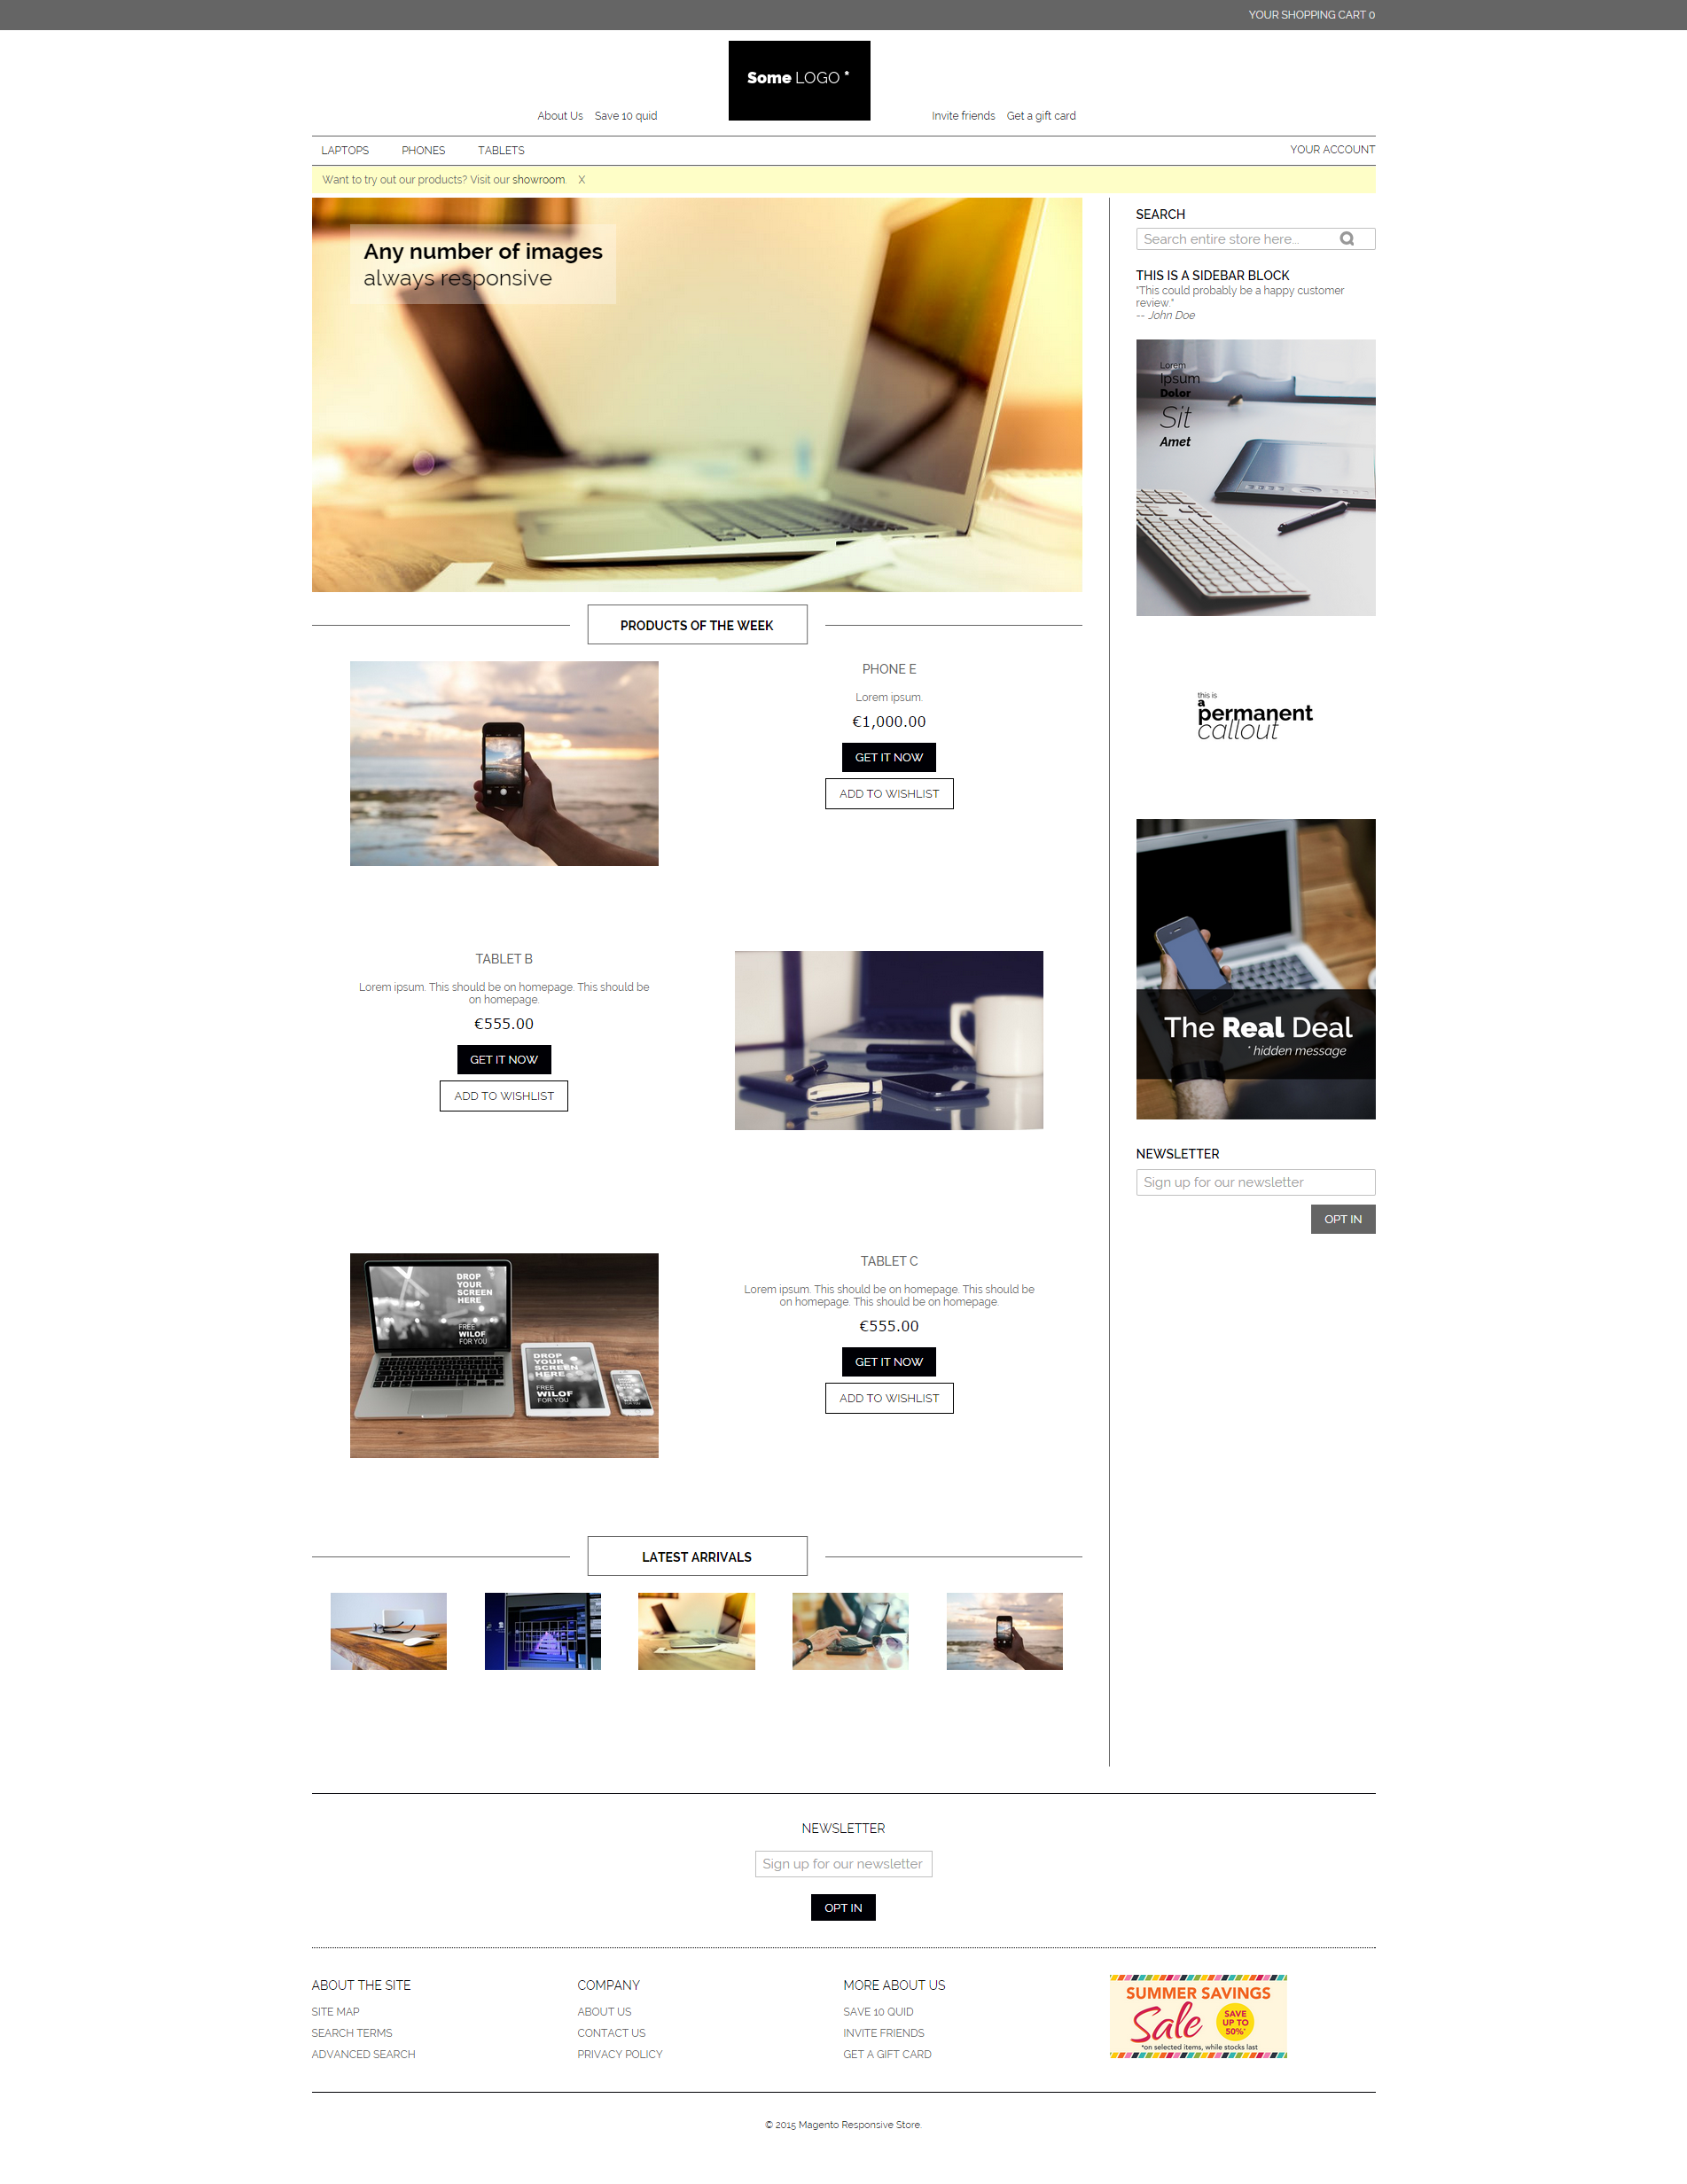 YOUR SHOPPING CART 0
Some LOGO *
About Us Save 10 quid
Invite friends Get a gift card
LAPTOPS PHONES TABLETS
YOUR ACCOUNT
Want to try out our products? Visit our showroom. X
Any number of images
always responsive
SEARCH
Search entire store here...
THIS IS A SIDEBAR BLOCK
"This could probably be a happy customer
review."
-- John Doe
Lorem
Ipsum
Dolor
Sit
Amet
this is
a
permanent
callout
The Real Deal
* hidden message
NEWSLETTER
Sign up for our newsletter
OPT IN
PRODUCTS OF THE WEEK
PHONE E
Lorem ipsum.
€1,000.00
GET IT NOW
ADD TO WISHLIST
TABLET B
Lorem ipsum. This should be on homepage. This should be
on homepage.
€555.00
GET IT NOW
ADD TO WISHLIST
DROP
YOUR
SCREEN
HERE
FREE
WILOF
FOR YOU
DROP
YOUR
SCREEN
HERE
FREE
WILOF
FOR YOU
TABLET C
Lorem ipsum. This should be on homepage. This should be
on homepage. This should be on homepage.
€555.00
GET IT NOW
ADD TO WISHLIST
LATEST ARRIVALS
NEWSLETTER
Sign up for our newsletter
OPT IN
ABOUT THE SITE
SITE MAP
SEARCH TERMS
ADVANCED SEARCH
COMPANY
ABOUT US
CONTACT US
PRIVACY POLICY
MORE ABOUT US
SAVE 10 QUID
INVITE FRIENDS
GET A GIFT CARD
SUMMER SAVINGS
Sale
SAVE
UP TO
50%*
*on selected items, while stocks last
© 2015 Magento Responsive Store.